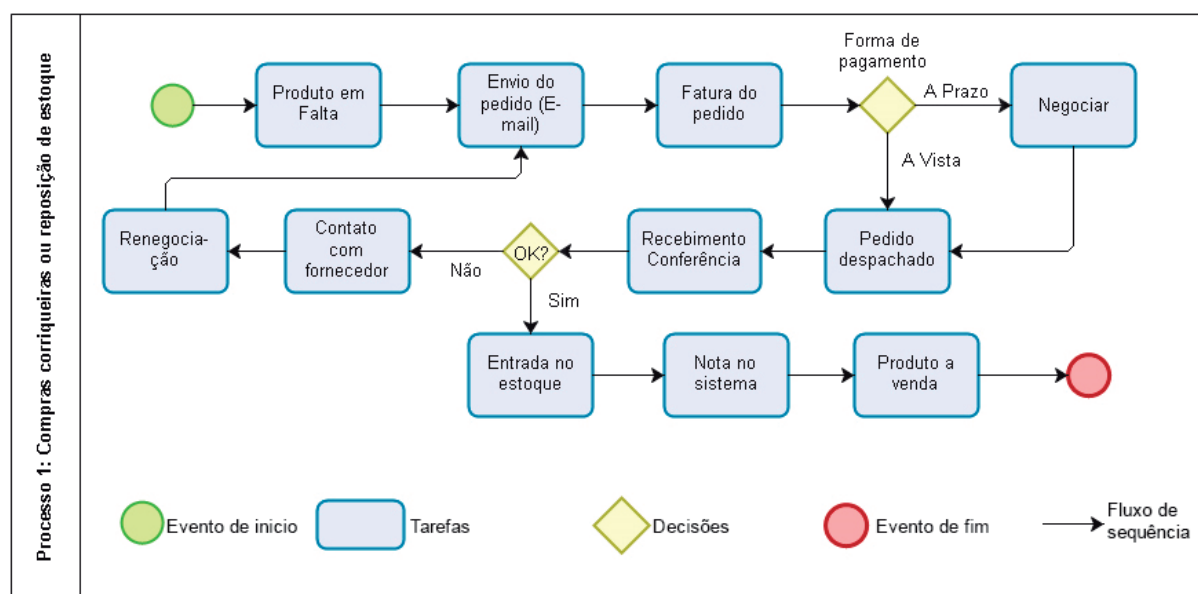 Processo 1: Compras corriqueiras ou reposição de estoque
Produto em
Falta
Envio do
pedido (E-
mail)
Fatura do
pedido
Forma de
pagamento
A Prazo
Negociar
A Vista
Renegocia-
ação
Contato
com
fornecedor
Não
OK?
Recebimento
Conferência
Pedido
despachado
Sim
Entrada no
estoque
Nota no
sistema
Produto a
venda
Evento de inicio
Tarefas
Decisões
Evento de fim
Fluxo de
sequência